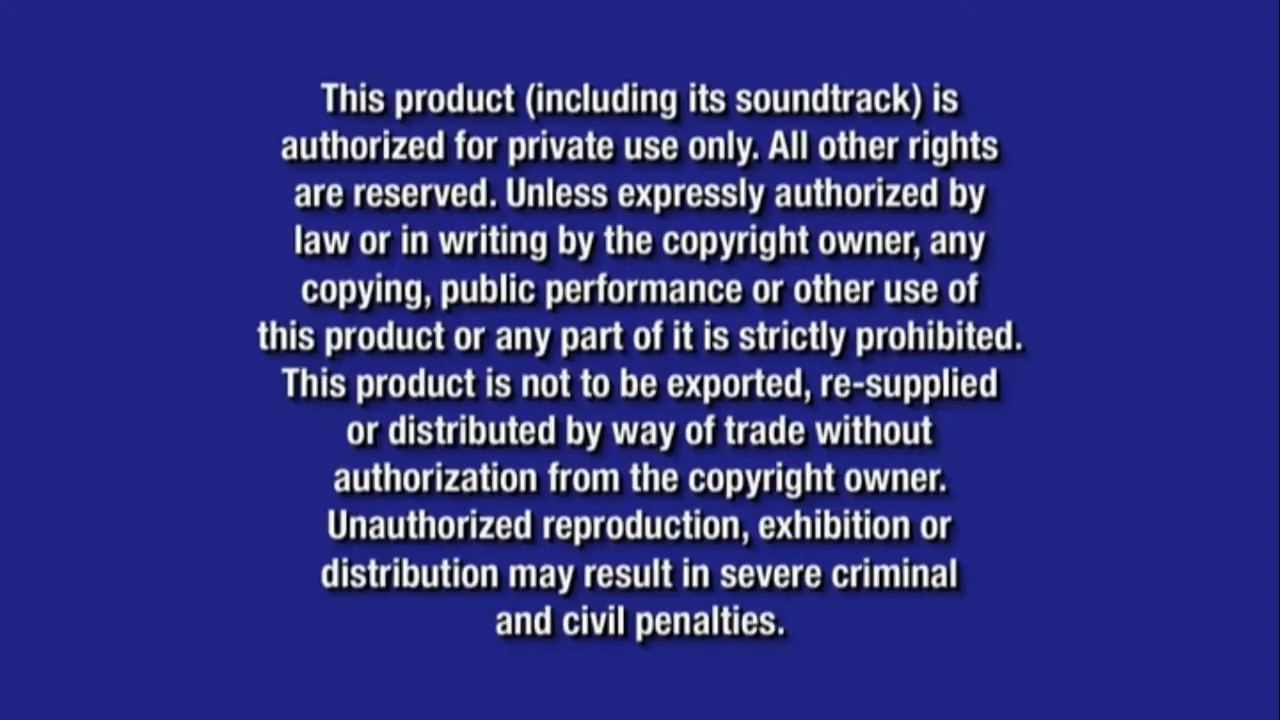 This product (including its soundtrack) is
authorized for private use only. All other rights
are reserved. Unless expressly authorized by
law or in writing by the copyright owner, any
copying, public performance or other use of
this product or any part of it is strictly prohibited.
This product is not to be exported, re-supplied
or distributed by way of trade without
authorization from the copyright owner.
Unauthorized reproduction, exhibition or
distribution may result in severe criminal
and civil penalties.